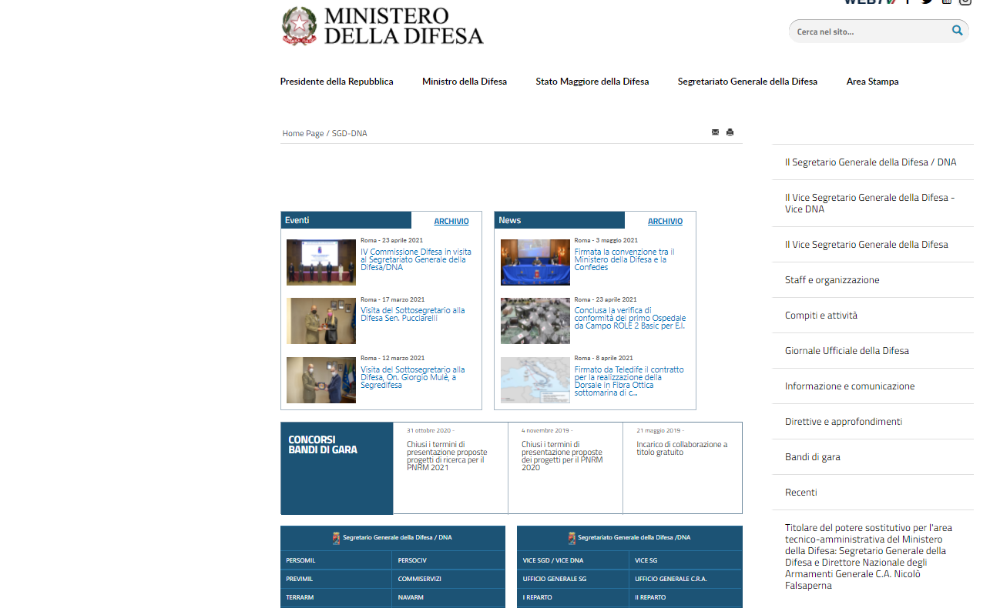 MINISTERO
DELLA DIFESA
Cerca nel sito...
Presidente della Repubblica
Ministro della Difesa
Stato Maggiore della Difesa
Segretariato Generale della Difesa
Area Stampa
Home Page / SGD-DNA
Eventi
ARCHIVIO
Roma - 23 aprile 2021
IV Commissione Difesa in visita
al Segretariato Generale della
Difesa/DNA
Roma - 17 marzo 2021
Visita del Sottosegretario alla
Difesa Sen. Pucciarelli
Roma - 12 marzo 2021
Visita del Sottosegretario alla
Difesa, On. Giorgio Mulè, a
Segredifesa
News
ARCHIVIO
Roma - 3 maggio 2021
Firmata la convenzione tra il
Ministero della Difesa e la
Confedes
Roma - 23 aprile 2021
Conclusa la verifica di
conformità del primo Ospedale
da Campo ROLE 2 Basic per E.I.
Roma - 8 aprile 2021
Firmato da Teledife il contratto
per la realizzazione della
Dorsale in Fibra Ottica
sottomarina di c...
CONCORSI
BANDI DI GARA
31 ottobre 2020 -
Chiusi i termini di
presentazione proposte
progetti di ricerca per il
PNRM 2021
4 novembre 2019 -
Chiusi i termini di
presentazione proposte
dei progetti per il PNRM
2020
21 maggio 2019 -
Incarico di collaborazione a
titolo gratuito
Segretario Generale della Difesa / DNA
PERSOMIL
PERSOCIV
PREVIMIL
COMMISERVIZI
TERRARM
NAVARM
Segretariato Generale della Difesa /DNA
VICE SGD / VICE DNA
VICE SG
UFFICIO GENERALE SG
UFFICIO GENERALE C.R.A.
I REPARTO
II REPARTO
Il Segretario Generale della Difesa / DNA
Il Vice Segretario Generale della Difesa -
Vice DNA
Il Vice Segretario Generale della Difesa
Staff e organizzazione
Compiti e attività
Giornale Ufficiale della Difesa
Informazione e comunicazione
Direttive e approfondimenti
Bandi di gara
Recenti
Titolare del potere sostitutivo per l'area
tecnico-amministrativa del Ministero
della Difesa: Segretario Generale della
Difesa e Direttore Nazionale degli
Armamenti Generale C.A. Nicolò
Falsaperna